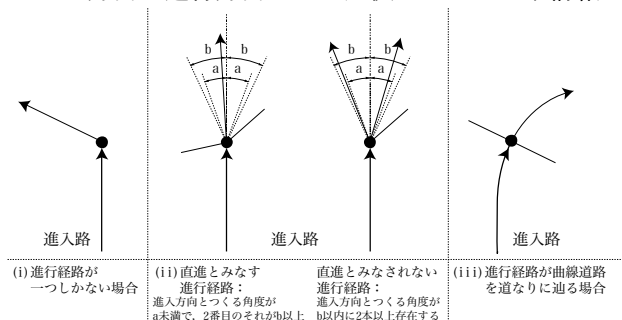 b b
a a
b b
a a
進入路
進入路
(i)進行経路が
一つしかない場合
(ii)直進とみなす
進行経路：
進入方向とつくる角度が
a未満で，2番目のそれがb以上
直進とみなされない
進行経路：
進入方向とつくる角度が
b以内に2本以上存在する
(iii)進行経路が曲線道路
を道なりに辿る場合